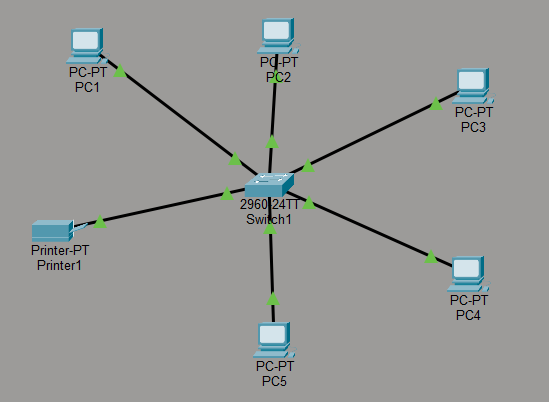 PC-PT
PC1
PC-PT
PC2
PC-PT
PC3
2960-24TT
Switch1
Printer-PT
Printer1
PC-PT
PC4
PC-PT
PC5